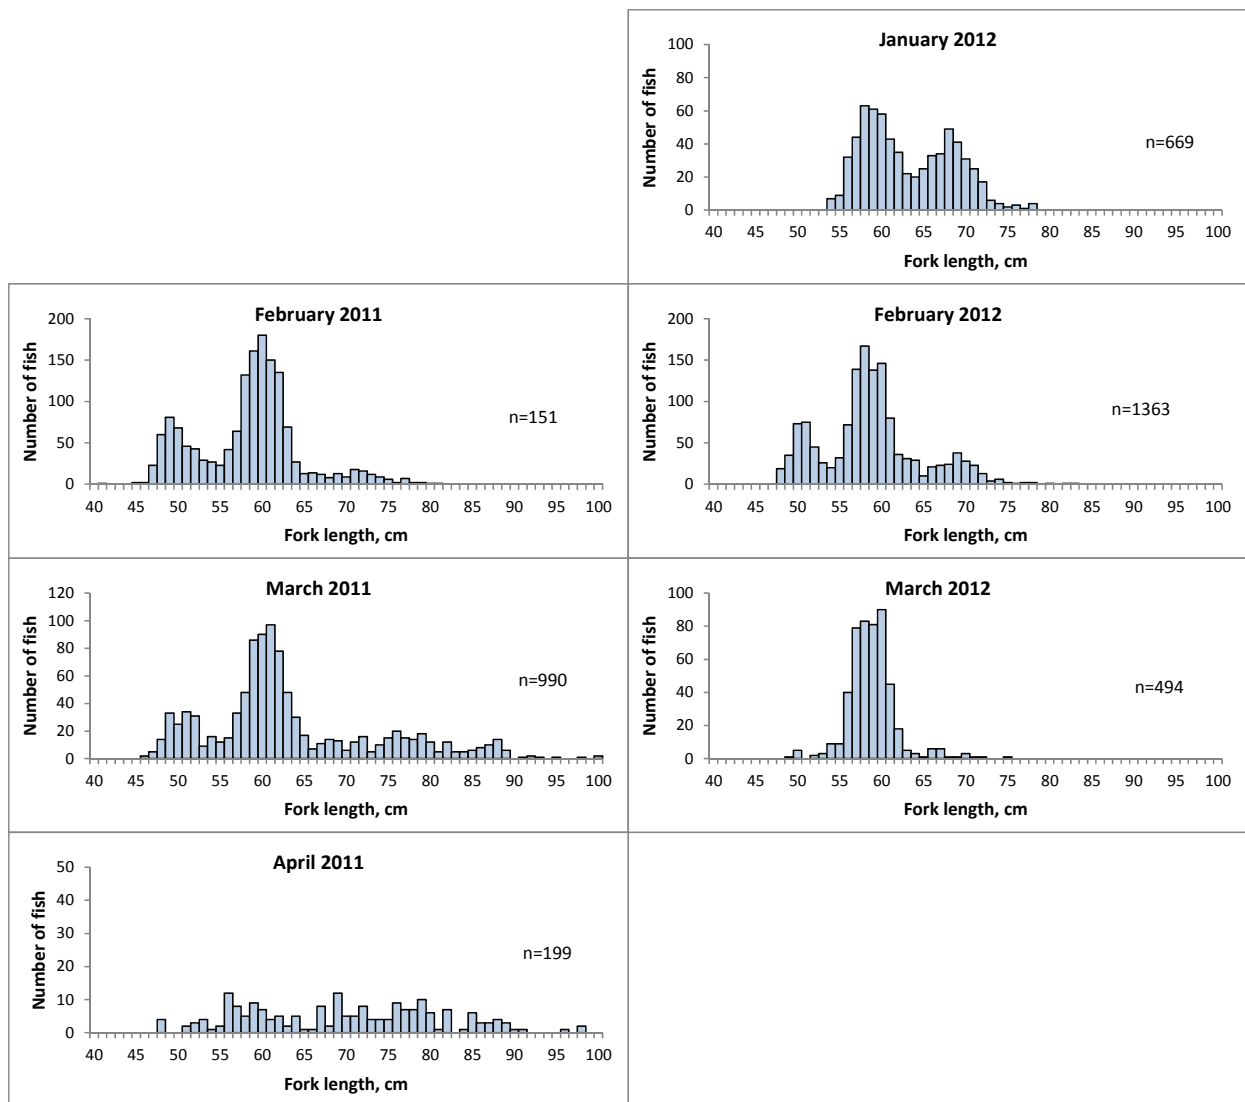 January 2012
Number of fish
100
80
60
40
20
0
n=669
40 45 50 55 60 65 70 75 80 85 90 95 100
Fork length, cm
February 2011
Number of fish
200
150
100
50
0
n=151
40 45 50 55 60 65 70 75 80 85 90 95 100
Fork length, cm
February 2012
Number of fish
200
150
100
50
0
n=1363
40 45 50 55 60 65 70 75 80 85 90 95 100
Fork length, cm
March 2011
Number of fish
120
100
80
60
40
20
0
n=990
40 45 50 55 60 65 70 75 80 85 90 95 100
Fork length, cm
March 2012
Number of fish
100
80
60
40
20
0
n=494
40 45 50 55 60 65 70 75 80 85 90 95 100
Fork length, cm
April 2011
Number of fish
50
40
30
20
10
0
n=199
40 45 50 55 60 65 70 75 80 85 90 95 100
Fork length, cm